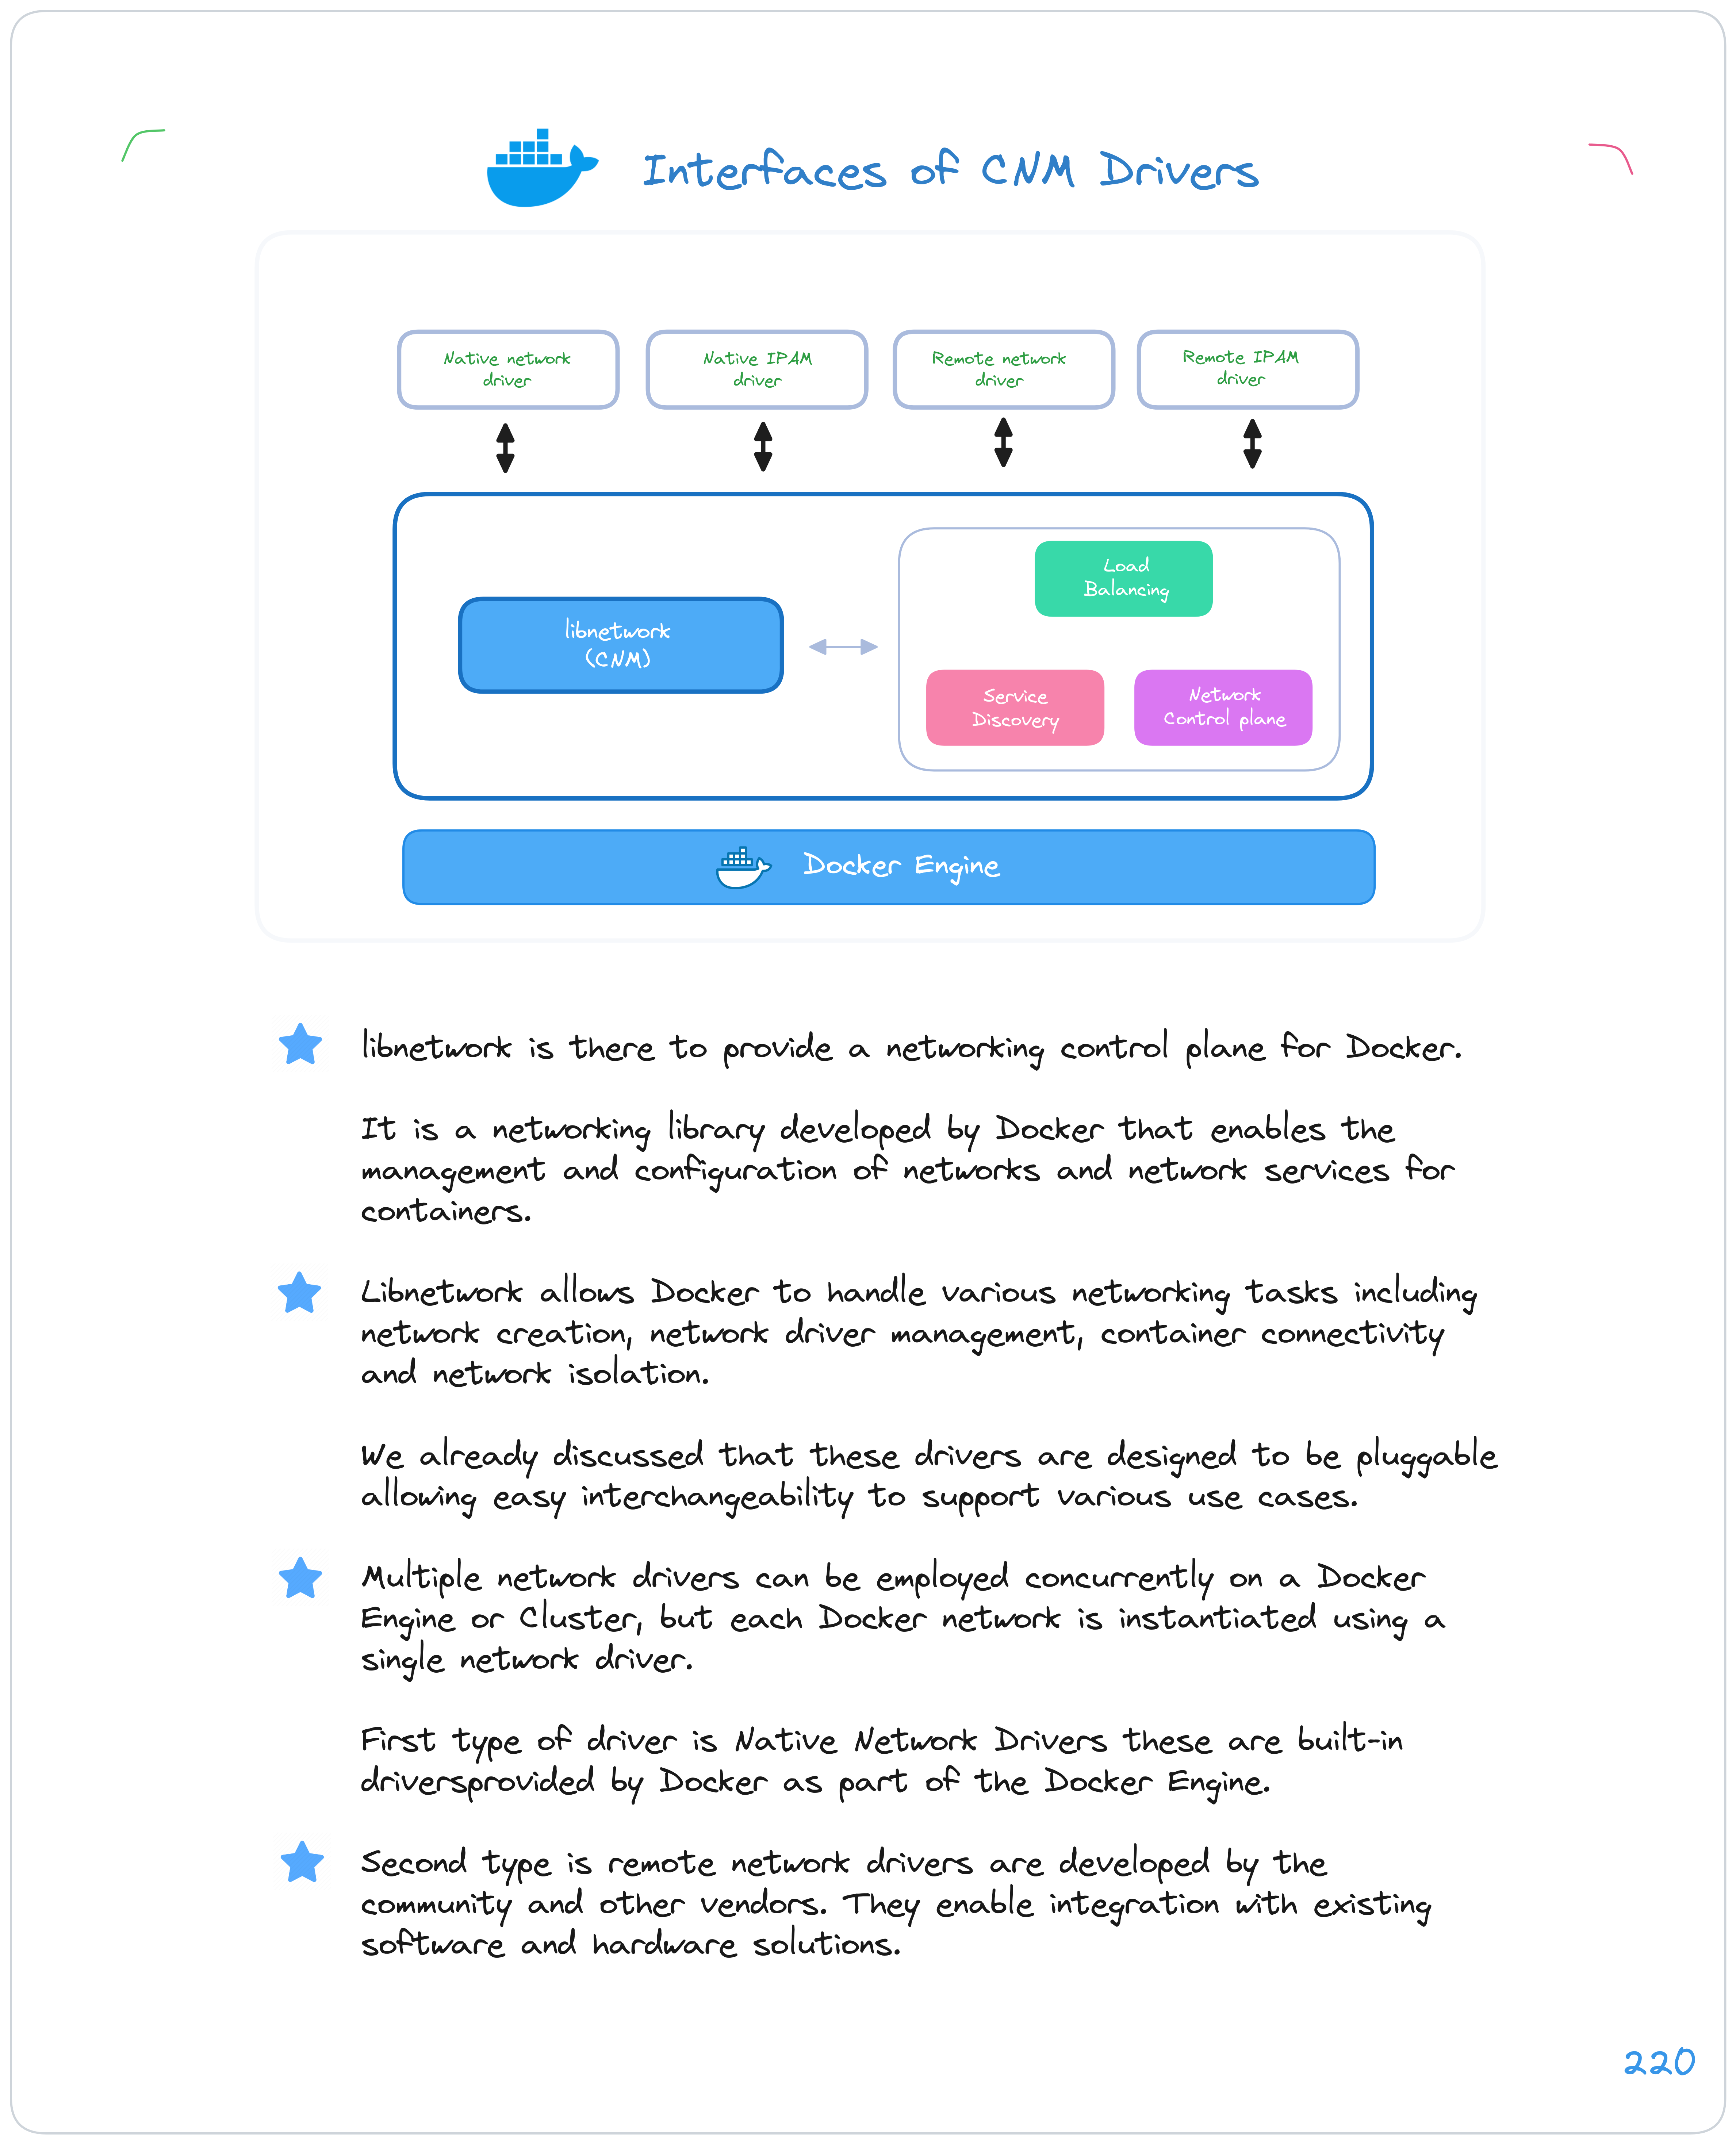 Interfaces of CNM Drivers
Native network
driver
Native IPAM
driver
Remote network
driver
Remote IPAM
driver
libnetwork
(CNM)
Load
Balancing
Service
Discovery
Network
Control plane
Docker Engine
libnetwork is there to provide a networking control plane for Docker.
It is a networking library developed by Docker that enables the
management and configuration of networks and network services for
containers.
Libnetwork allows Docker to handle various networking tasks including
network creation, network driver management, container connectivity
and network isolation.
We already discussed that these drivers are designed to be pluggable
allowing easy interchangeability to support various use cases.
Multiple network drivers can be employed concurrently on a Docker
Engine or Cluster, but each Docker network is instantiated using a
single network driver.
First type of driver is Native Network Drivers these are built-in
driversprovided by Docker as part of the Docker Engine.
Second type is remote network drivers are developed by the
community and other vendors. They enable integration with existing
software and hardware solutions.
220